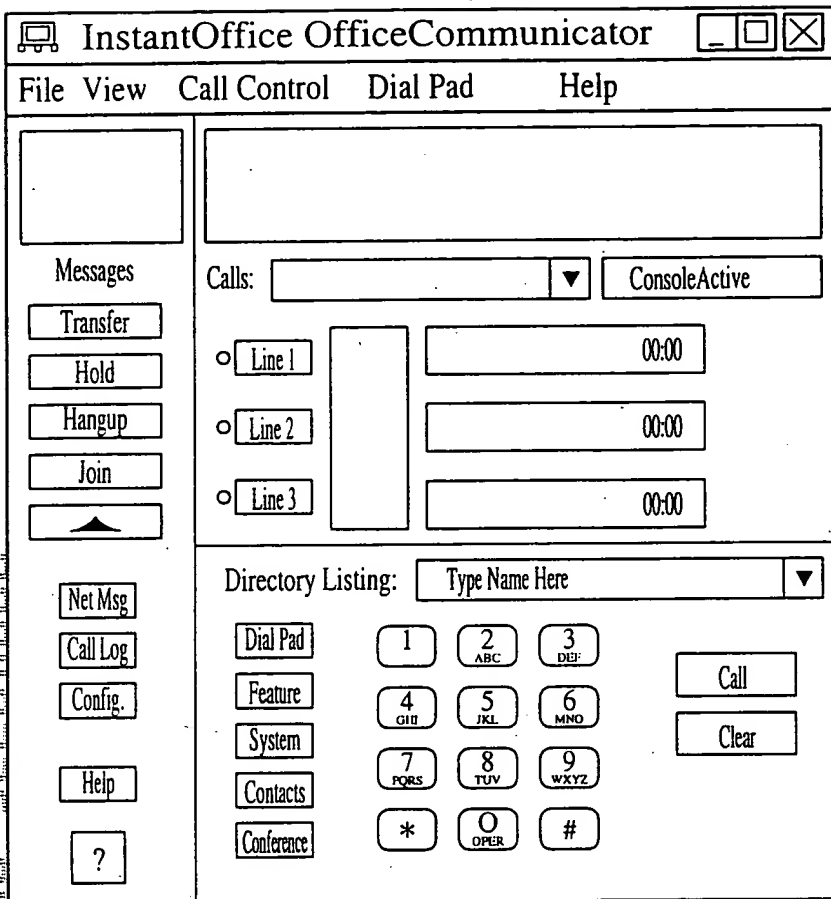 InstantOffice OfficeCommunicator
File View Call Control Dial Pad Help
Messages
Transfer
Hold
Hangup
Join
Net Msg
Call Log
Config.
Help
?
Calls:
ConsoleActive
Line 1 00:00
Line 2 00:00
Line 3 00:00
Directory Listing: Type Name Here
Dial Pad
Feature
System
Contacts
Conference
1 2 3
ABC DEF
4 5 6
GHI JKL MNO
7 8 9
PQRS TUV WXYZ
* 0 #
OPER
Call
Clear